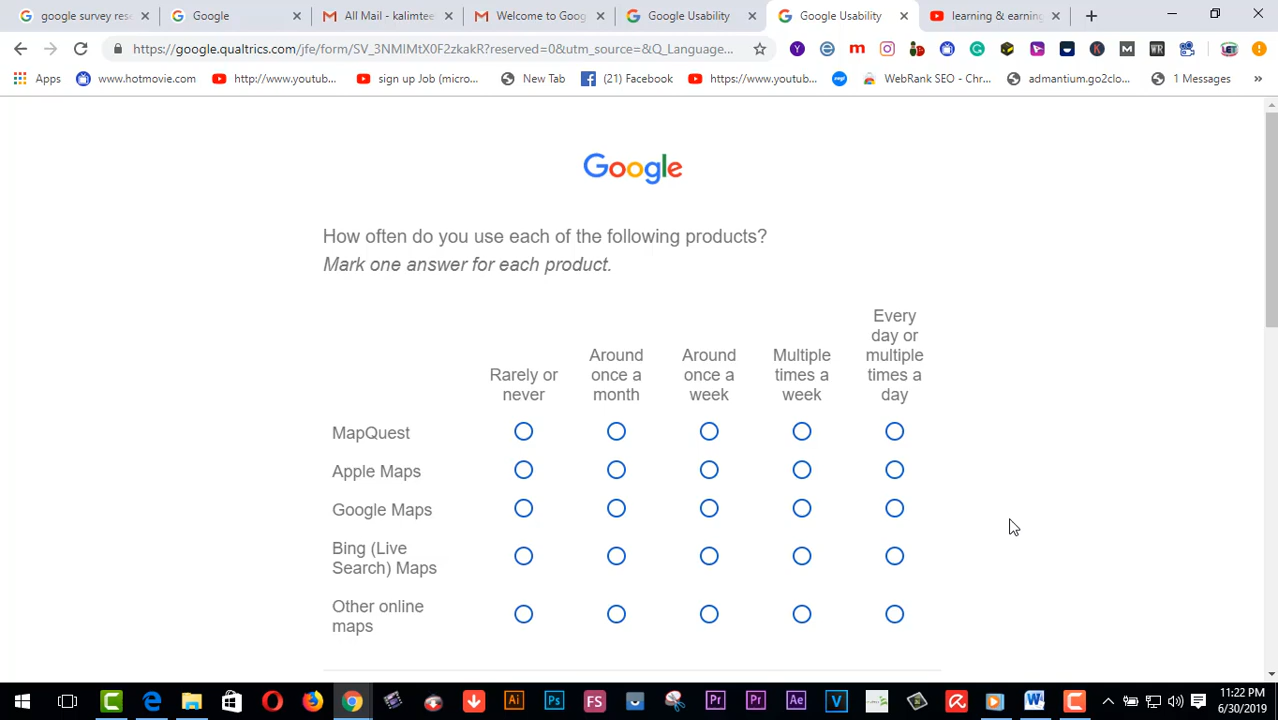 google survey res
Google
All Mail - kalimtee
Welcome to Goog
Google Usability
Google Usability
learning & earning
https://google.qualtrics.com/jfe/form/SV_3NMIMtX0F2zkakR?reserved=0&utm_source=&Q_Language...
Apps
www.hotmovie.com
http://www.youtub...
sign up Job (micro...
New Tab
(21) Facebook
https://www.youtub...
WebRank SEO - Chr...
admantium.go2clo...
1 Messages
»
Google
How often do you use each of the following products?
Mark one answer for each product.
Rarely or never
Around once a month
Around once a week
Multiple times a week
Every day or multiple times a day
MapQuest
Apple Maps
Google Maps
Bing (Live
Search) Maps
Other online
maps
11:22 PM
6/30/2019